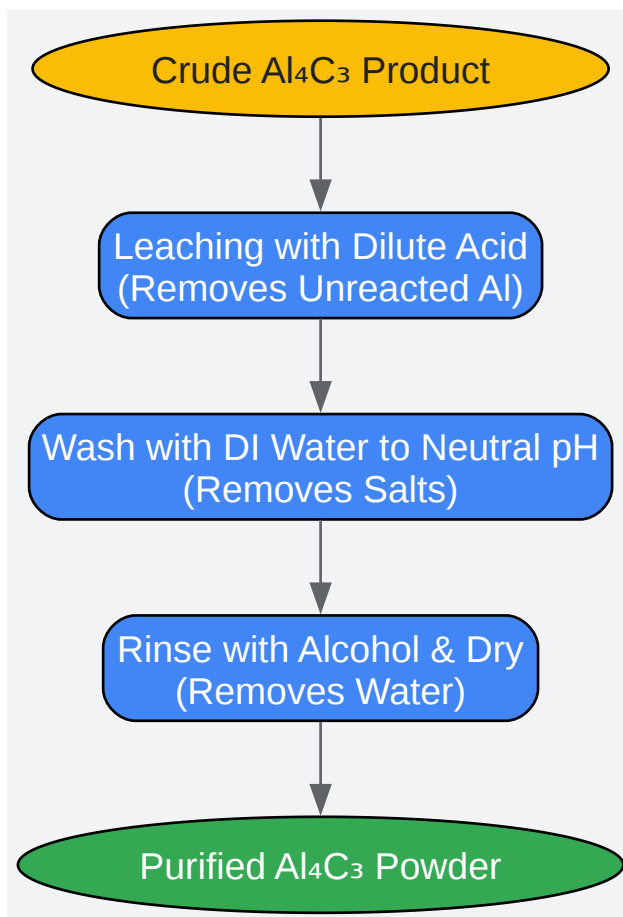 Crude Al₄C₃ Product
Leaching with Dilute Acid
(Removes Unreacted Al)
Wash with DI Water to Neutral pH
(Removes Salts)
Rinse with Alcohol & Dry
(Removes Water)
Purified Al₄C₃ Powder